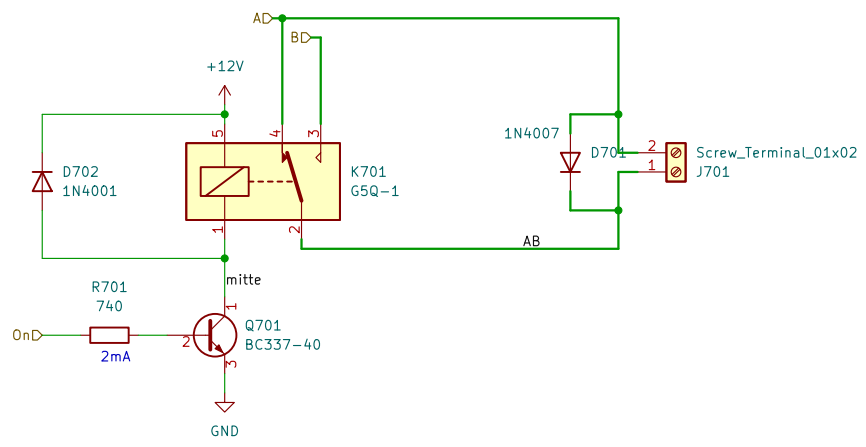 A
B
+12V
5
4
3
1N4007
D701
2
1
Screw_Terminal_01x02
J701
D702
1N4001
K701
G5Q-1
1
2
AB
mitte
R701
740
On
2mA
1
2
3
Q701
BC337-40
GND